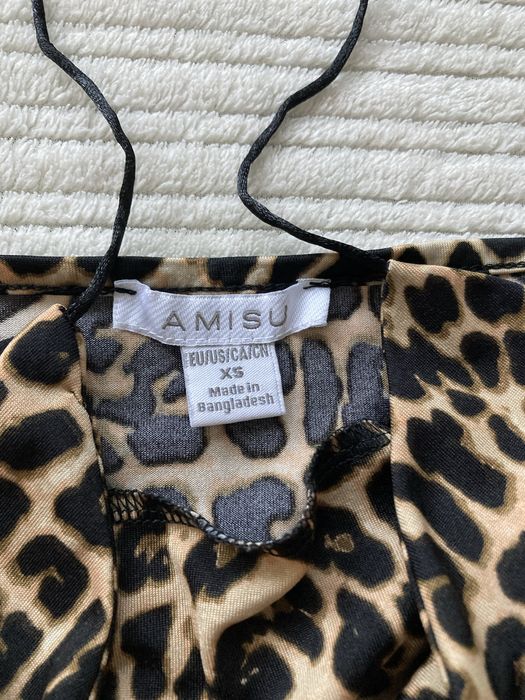 AMISU
EU/US/CA/CN
XS
Made in
Bangladesh